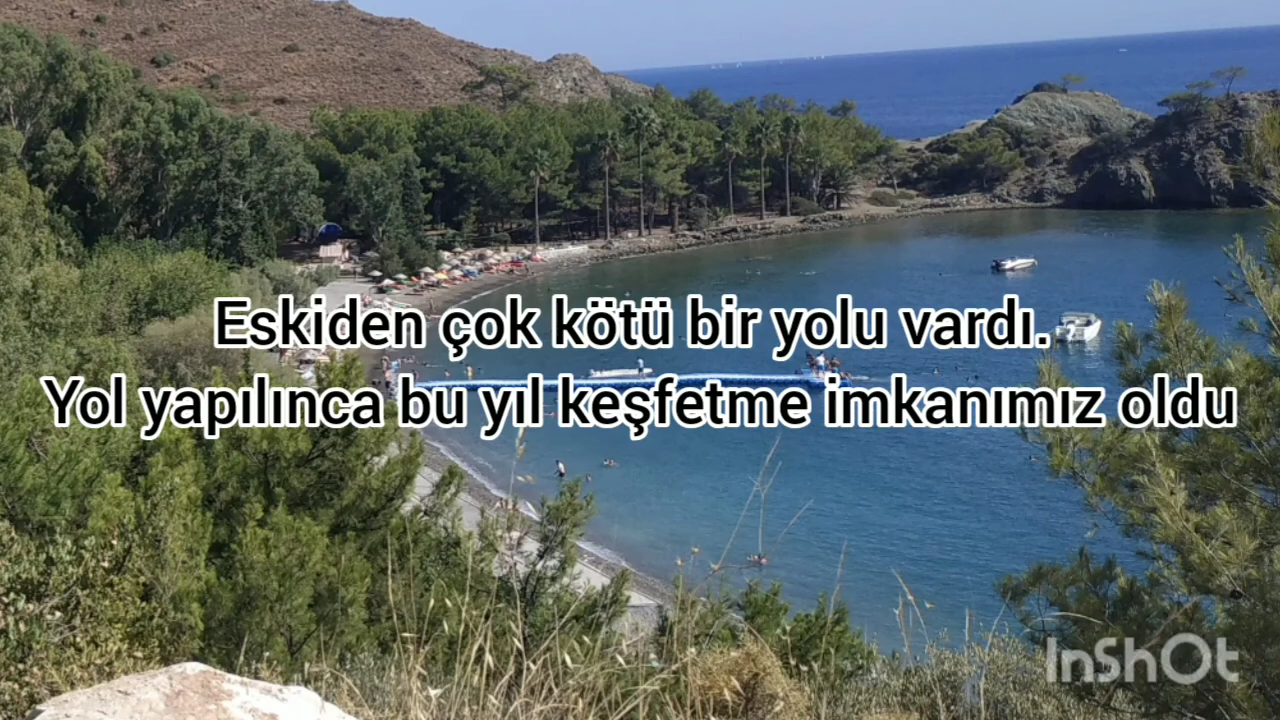 Eskiden çok kötü bir yolu vardı.
Yol yapılınca bu yıl keşfetme imkanımız oldu
InShOt